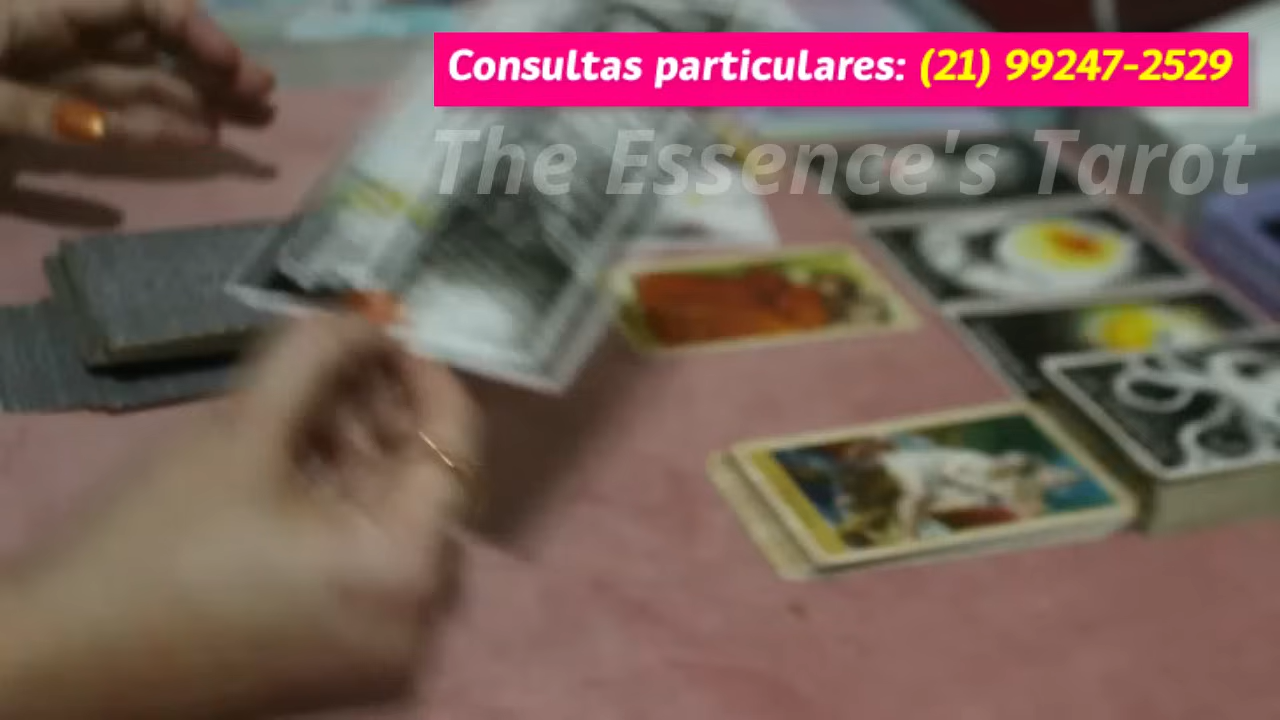 Consultas particulares: (21) 99247-2529
The Essence's Tarot